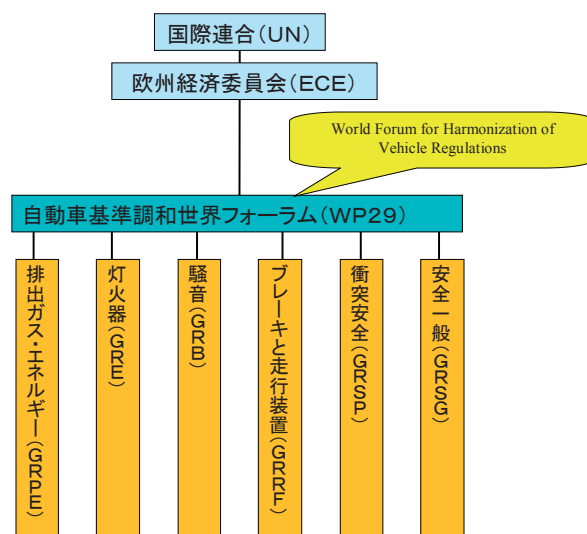 国際連合(UN)
欧州経済委員会(ECE)
World Forum for Harmonization of
Vehicle Regulations
自動車基準調和世界フォーラム(WP29)
排出ガス・エネルギー(GRPE)
灯火器(GRE)
騒音(GRB)
ブレーキと走行装置(GRRF)
衝突安全(GRSP)
安全一般(GRSG)